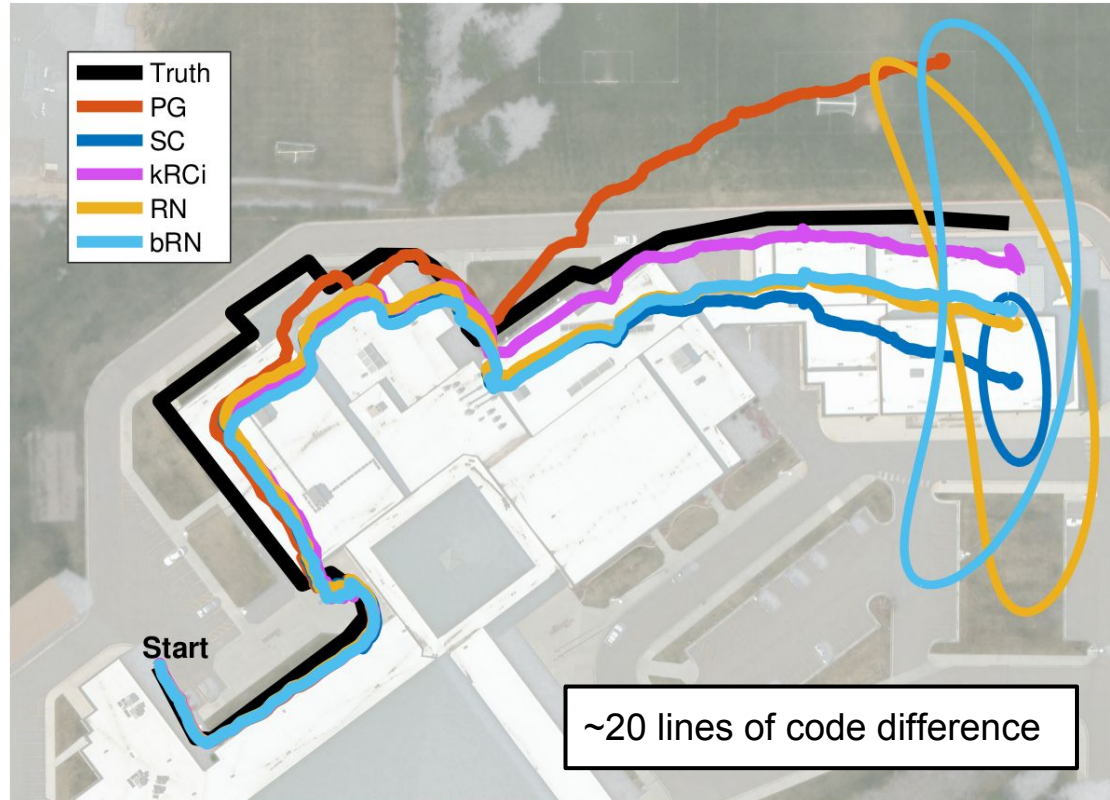 Truth
PG
SC
kRCi
RN
bRN
Start
~20 lines of code difference